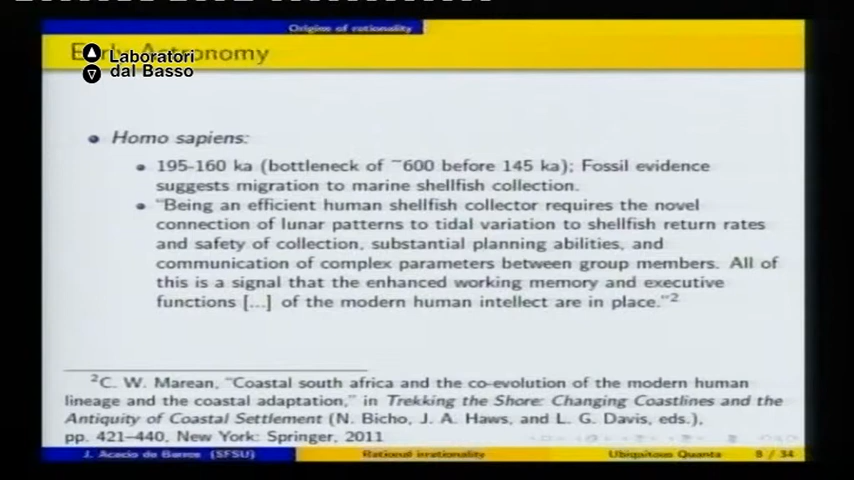 Origins of rationality
Early Astronomy
Laboratori
dal Basso
Homo sapiens:
195-160 ka (bottleneck of ~600 before 145 ka); Fossil evidence
suggests migration to marine shellfish collection.
"Being an efficient human shellfish collector requires the novel
connection of lunar patterns to tidal variation to shellfish return rates
and safety of collection, substantial planning abilities, and
communication of complex parameters between group members. All of
this is a signal that the enhanced working memory and executive
functions [...] of the modern human intellect are in place."2
2C. W. Marean, "Coastal south africa and the co-evolution of the modern human
lineage and the coastal adaptation," in Trekking the Shore: Changing Coastlines and the
Antiquity of Coastal Settlement (N. Bicho, J. A. Haws, and L. G. Davis, eds.),
pp. 421–440, New York: Springer, 2011
J. Acacio de Barros (SFSU) Rational irrationality Ubiquitous Quanta 8 / 34